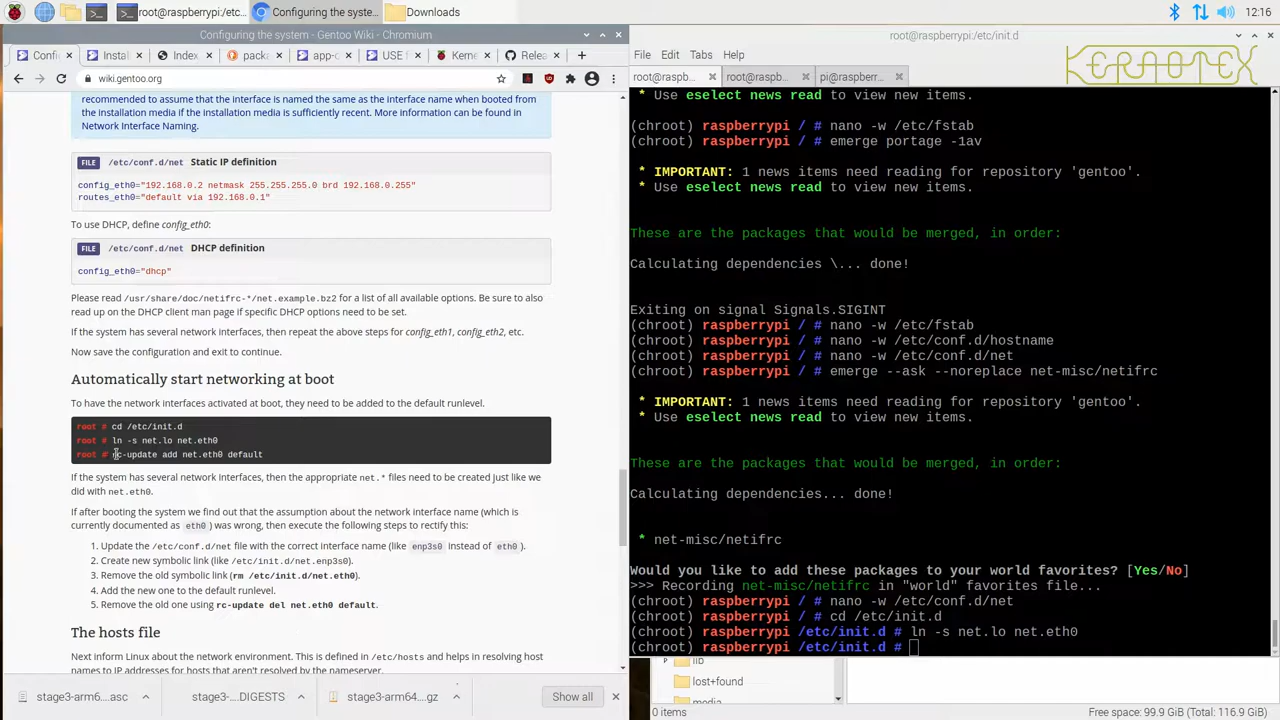 root@raspberrypi:/etc...
Configuring the syste...
Downloads
12:16
Configuring the system - Gentoo Wiki - Chromium
root@raspberrypi:/etc/init.d
Confi
Instal
Index
packa
app-c
USE f
Kerne
Relea
wiki.gentoo.org
File Edit Tabs Help
KEROTEX
root@raspb...
root@raspb...
pi@raspberr...
recommended to assume that the interface is named the same as the interface name when booted from
the installation media if the installation media is sufficiently recent. More information can be found in
Network Interface Naming.
FILE /etc/conf.d/net Static IP definition
config_eth0="192.168.0.2 netmask 255.255.255.0 brd 192.168.0.255"
routes_eth0="default via 192.168.0.1"
To use DHCP, define config_eth0:
FILE /etc/conf.d/net DHCP definition
config_eth0="dhcp"
Please read /usr/share/doc/netifrc-*/net.example.bz2 for a list of all available options. Be sure to also
read up on the DHCP client man page if specific DHCP options need to be set.
If the system has several network interfaces, then repeat the above steps for config_eth1, config_eth2, etc.
Now save the configuration and exit to continue.
Automatically start networking at boot
To have the network interfaces activated at boot, they need to be added to the default runlevel.
root # cd /etc/init.d
root # ln -s net.lo net.eth0
root # rc-update add net.eth0 default
If the system has several network interfaces, then the appropriate net.* files need to be created just like we
did with net.eth0.
If after booting the system we find out that the assumption about the network interface name (which is
currently documented as eth0 ) was wrong, then execute the following steps to rectify this:
1. Update the /etc/conf.d/net file with the correct interface name (like enp3s0 instead of eth0 ).
2. Create new symbolic link (like /etc/init.d/net.enp3s0).
3. Remove the old symbolic link (rm /etc/init.d/net.eth0).
4. Add the new one to the default runlevel.
5. Remove the old one using rc-update del net.eth0 default.
The hosts file
Next inform Linux about the network environment. This is defined in /etc/hosts and helps in resolving host
names to IP addresses for hosts that aren't resolved by the nameserver.
stage3-arm6....asc
stage3-....DIGESTS
stage3-arm64....gz
Show all
* Use eselect news read to view new items.
(chroot) raspberrypi / # nano -w /etc/fstab
(chroot) raspberrypi / # emerge portage -1av
* IMPORTANT: 1 news items need reading for repository 'gentoo'.
* Use eselect news read to view new items.
These are the packages that would be merged, in order:
Calculating dependencies \... done!
Exiting on signal Signals.SIGINT
(chroot) raspberrypi / # nano -w /etc/fstab
(chroot) raspberrypi / # nano -w /etc/conf.d/hostname
(chroot) raspberrypi / # nano -w /etc/conf.d/net
(chroot) raspberrypi / # emerge --ask --noreplace net-misc/netifrc
* IMPORTANT: 1 news items need reading for repository 'gentoo'.
* Use eselect news read to view new items.
These are the packages that would be merged, in order:
Calculating dependencies... done!
* net-misc/netifrc
Would you like to add these packages to your world favorites? [Yes/No]
>>> Recording net-misc/netifrc in "world" favorites file...
(chroot) raspberrypi / # nano -w /etc/conf.d/net
(chroot) raspberrypi / # cd /etc/init.d
(chroot) raspberrypi /etc/init.d # ln -s net.lo net.eth0
(chroot) raspberrypi /etc/init.d #
lib
lost+found
media
0 items
Free space: 99.9 GiB (Total: 116.9 GiB)